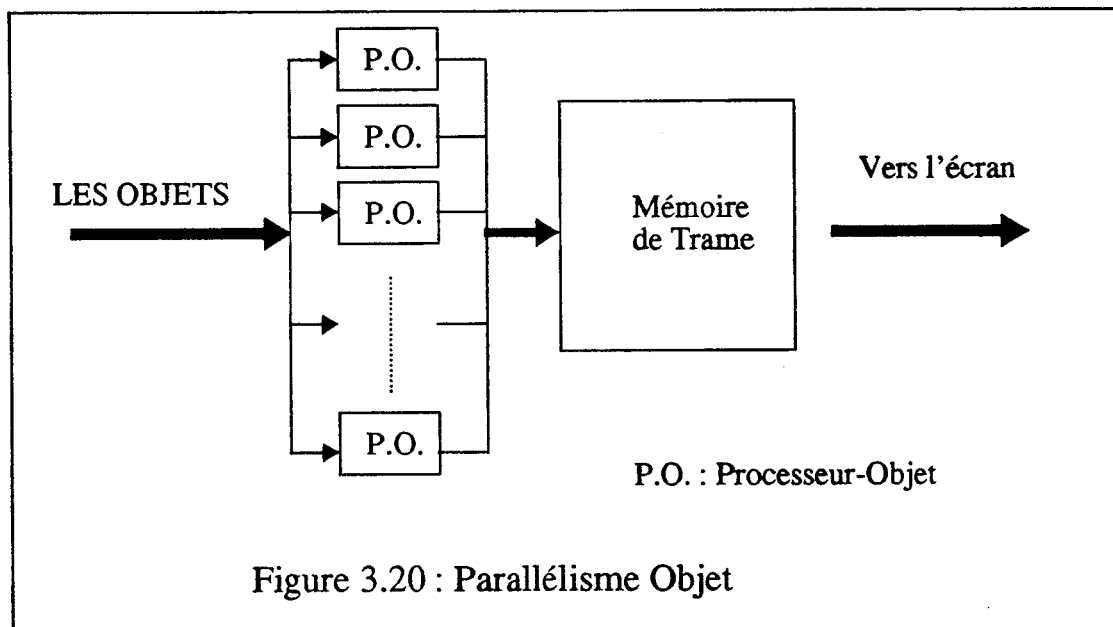 P.O.
P.O.
P.O.
LES OBJETS
Vers l'écran
Mémoire
de Trame
P.O.
P.O. : Processeur-Objet
Figure 3.20 : Parallélisme Objet